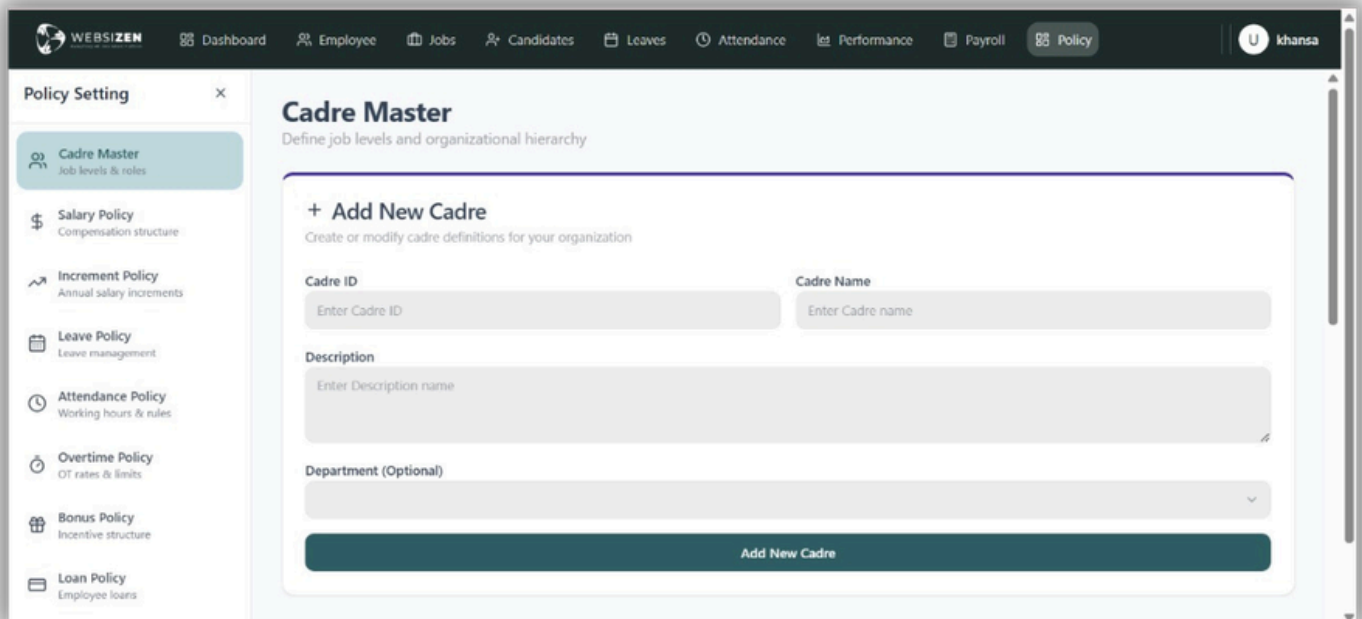 WEBSIZEN
Dashboard
Employee
Jobs
Candidates
Leaves
Attendance
Performance
Payroll
Policy
U
khansa
Policy Setting
Cadre Master
Job levels & roles
Salary Policy
Compensation structure
Increment Policy
Annual salary increments
Leave Policy
Leave management
Attendance Policy
Working hours & rules
Overtime Policy
OT rates & limits
Bonus Policy
Incentive structure
Loan Policy
Employee loans
Cadre Master
Define job levels and organizational hierarchy
+ Add New Cadre
Create or modify cadre definitions for your organization
Cadre ID
Enter Cadre ID
Cadre Name
Enter Cadre name
Description
Enter Description name
Department (Optional)
Add New Cadre